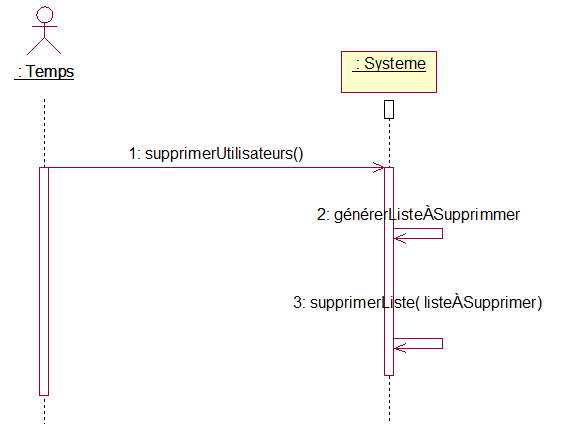 : Temps
: Systeme
1: supprimerUtilisateurs()
2: générerListeÀSupprimmer
3: supprimerListe( listeÀSupprimer)